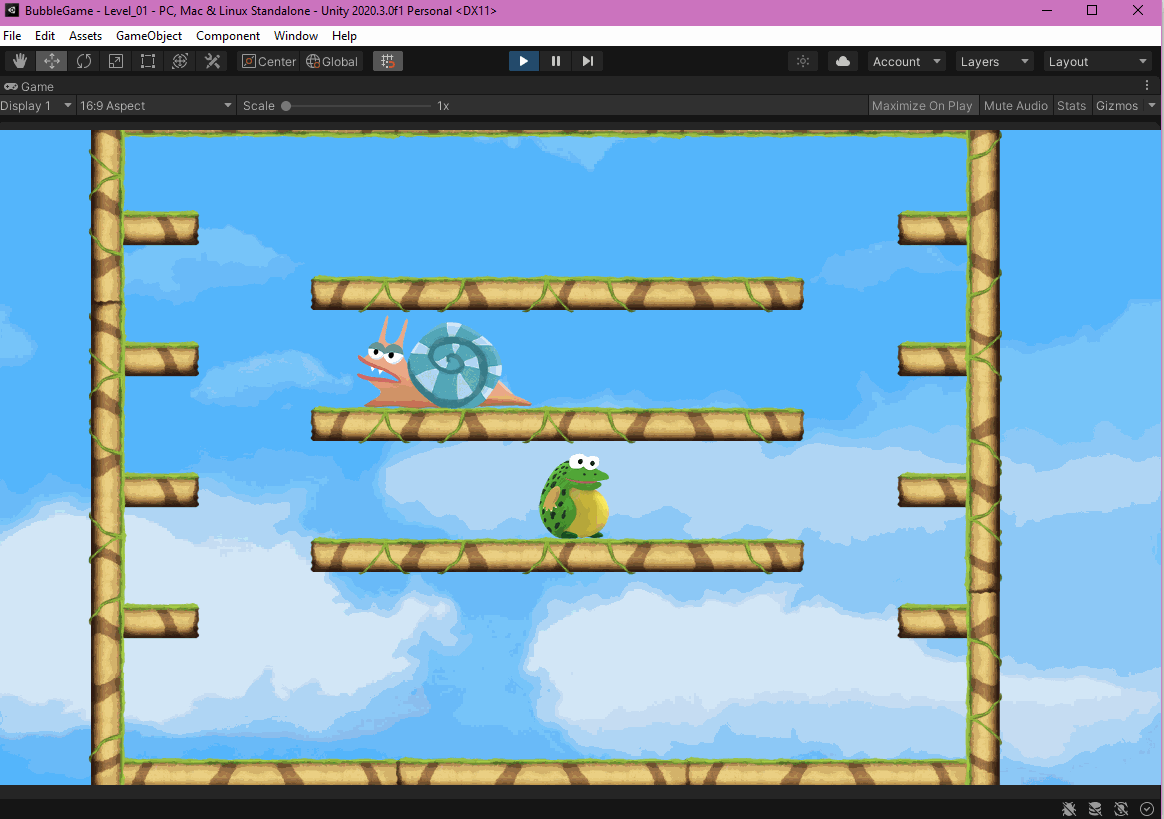 BubbleGame - Level_01 - PC, Mac & Linux Standalone - Unity 2020.3.0f1 Personal <DX11>
File Edit Assets GameObject Component Window Help
Center Global Account Layers Layout
Game
Display 1 16:9 Aspect Scale 1x Maximize On Play Mute Audio Stats Gizmos